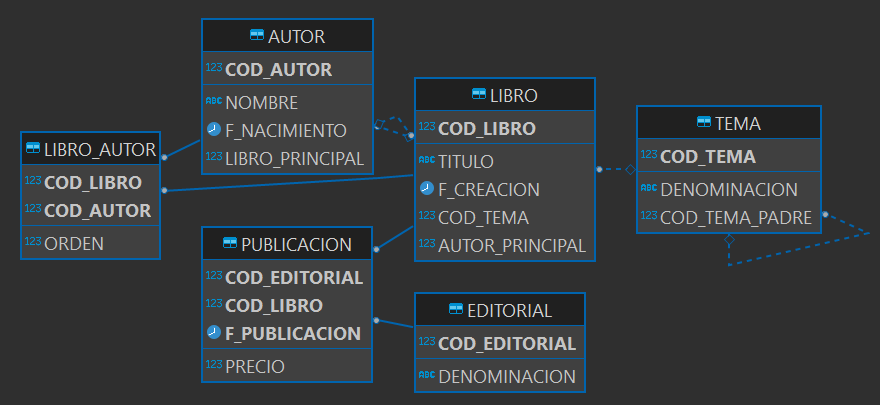 AUTOR
123 COD_AUTOR
ABC NOMBRE
F_NACIMIENTO
123 LIBRO_PRINCIPAL
LIBRO_AUTOR
123 COD_LIBRO
123 COD_AUTOR
123 ORDEN
LIBRO
123 COD_LIBRO
ABC TITULO
F_CREACION
123 COD_TEMA
123 AUTOR_PRINCIPAL
TEMA
123 COD_TEMA
ABC DENOMINACION
123 COD_TEMA_PADRE
PUBLICACION
123 COD_EDITORIAL
123 COD_LIBRO
F_PUBLICACION
123 PRECIO
EDITORIAL
123 COD_EDITORIAL
ABC DENOMINACION